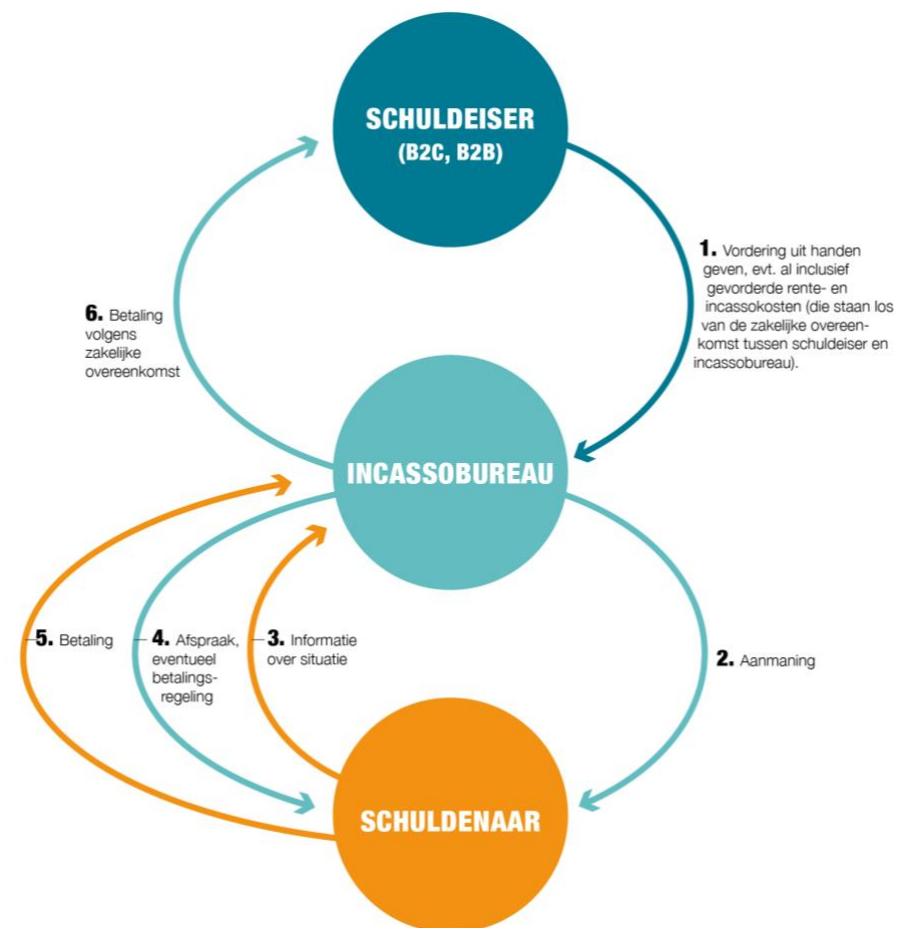 SCHULDEISER
(B2C, B2B)
1. Vordering uit handen
geven, evt. al inclusief
gevorderde rente- en
incassokosten (die staan los
van de zakelijke overeen-
komst tussen schuldeiser en
incassobureau).
6. Betaling
volgens
zakelijke
overeenkomst
INCASSOBUREAU
5. Betaling
4. Afspraak,
eventueel
betalings-
regeling
3. Informatie
over situatie
2. Aanmaning
SCHULDENAAR